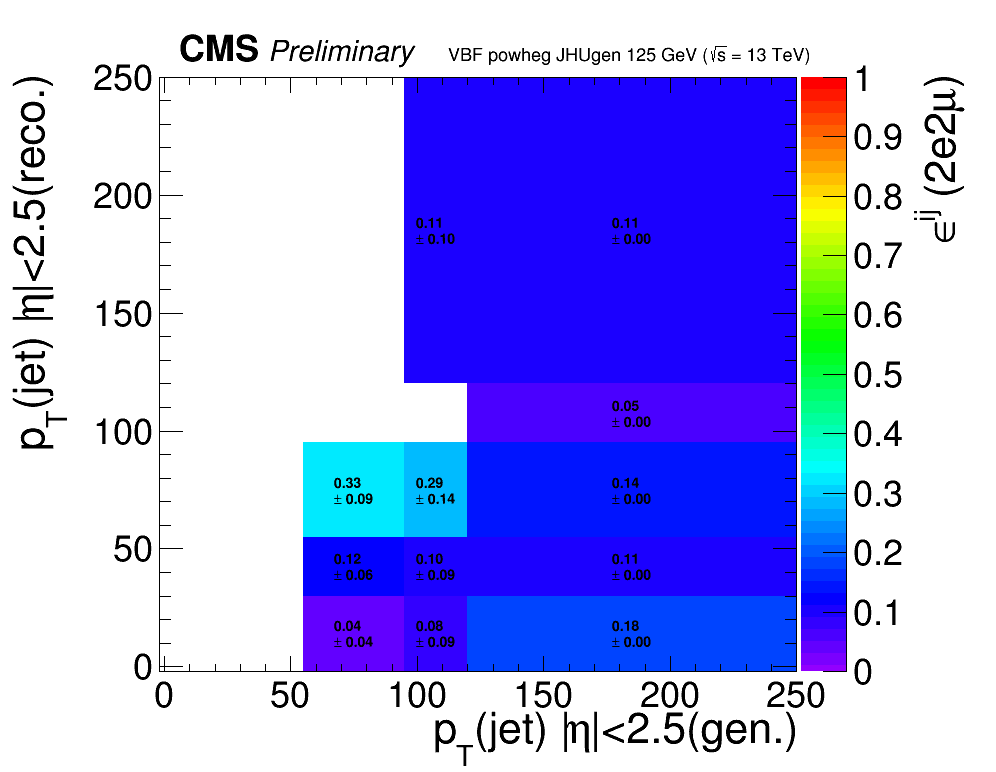 CMS Preliminary VBF powheg JHUgen 125 GeV (√s = 13 TeV)
p_T(jet) |η|<2.5(reco.)
250
200
150
100
50
0
0.11 0.11
± 0.10 ± 0.00
0.05
± 0.00
0.33 0.29 0.14
± 0.09 ± 0.14 ± 0.00
0.12 0.10 0.11
± 0.06 ± 0.09 ± 0.00
0.04 0.08 0.18
± 0.04 ± 0.09 ± 0.00
0 50 100 150 200 250
p_T(jet) |η|<2.5(gen.)
1
0.9
0.8
0.7
0.6
0.5
0.4
0.3
0.2
0.1
0
ϵ^ij (2e2μ)